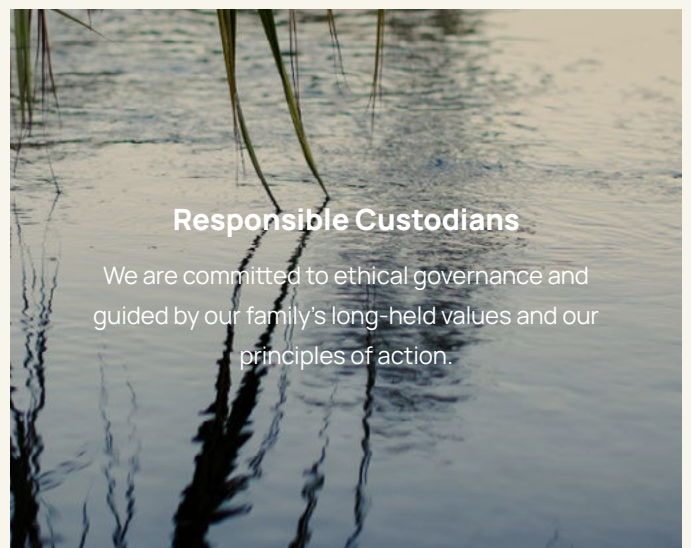 Responsible Custodians
We are committed to ethical governance and
guided by our family's long-held values and our
principles of action.